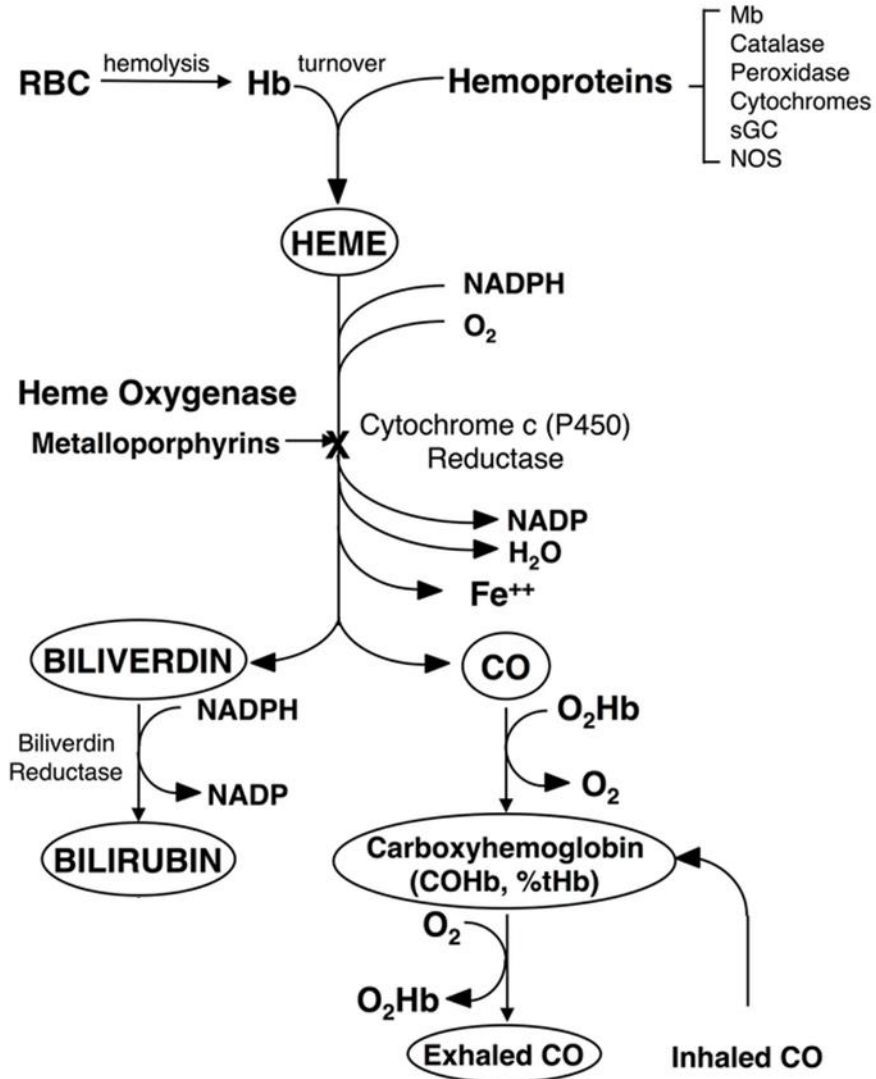 Mb
Catalase
Peroxidase
Cytochromes
sGC
NOS
RBC hemolysis Hb turnover Hemoproteins
HEME
NADPH
O₂
Heme Oxygenase
Metalloporphyrins X Cytochrome c (P450)
Reductase
NADP
H₂O
Fe⁺⁺
BILIVERDIN CO
NADPH O₂Hb
Biliverdin
Reductase
NADP O₂
BILIRUBIN Carboxyhemoglobin
(COHb, %tHb)
O₂
O₂Hb
Exhaled CO Inhaled CO